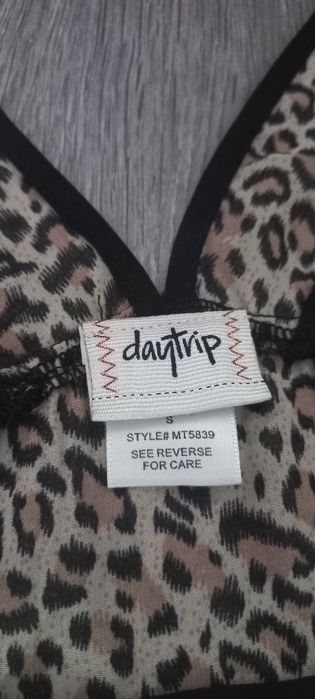 daytrip
S
STYLE# MT5839
SEE REVERSE
FOR CARE